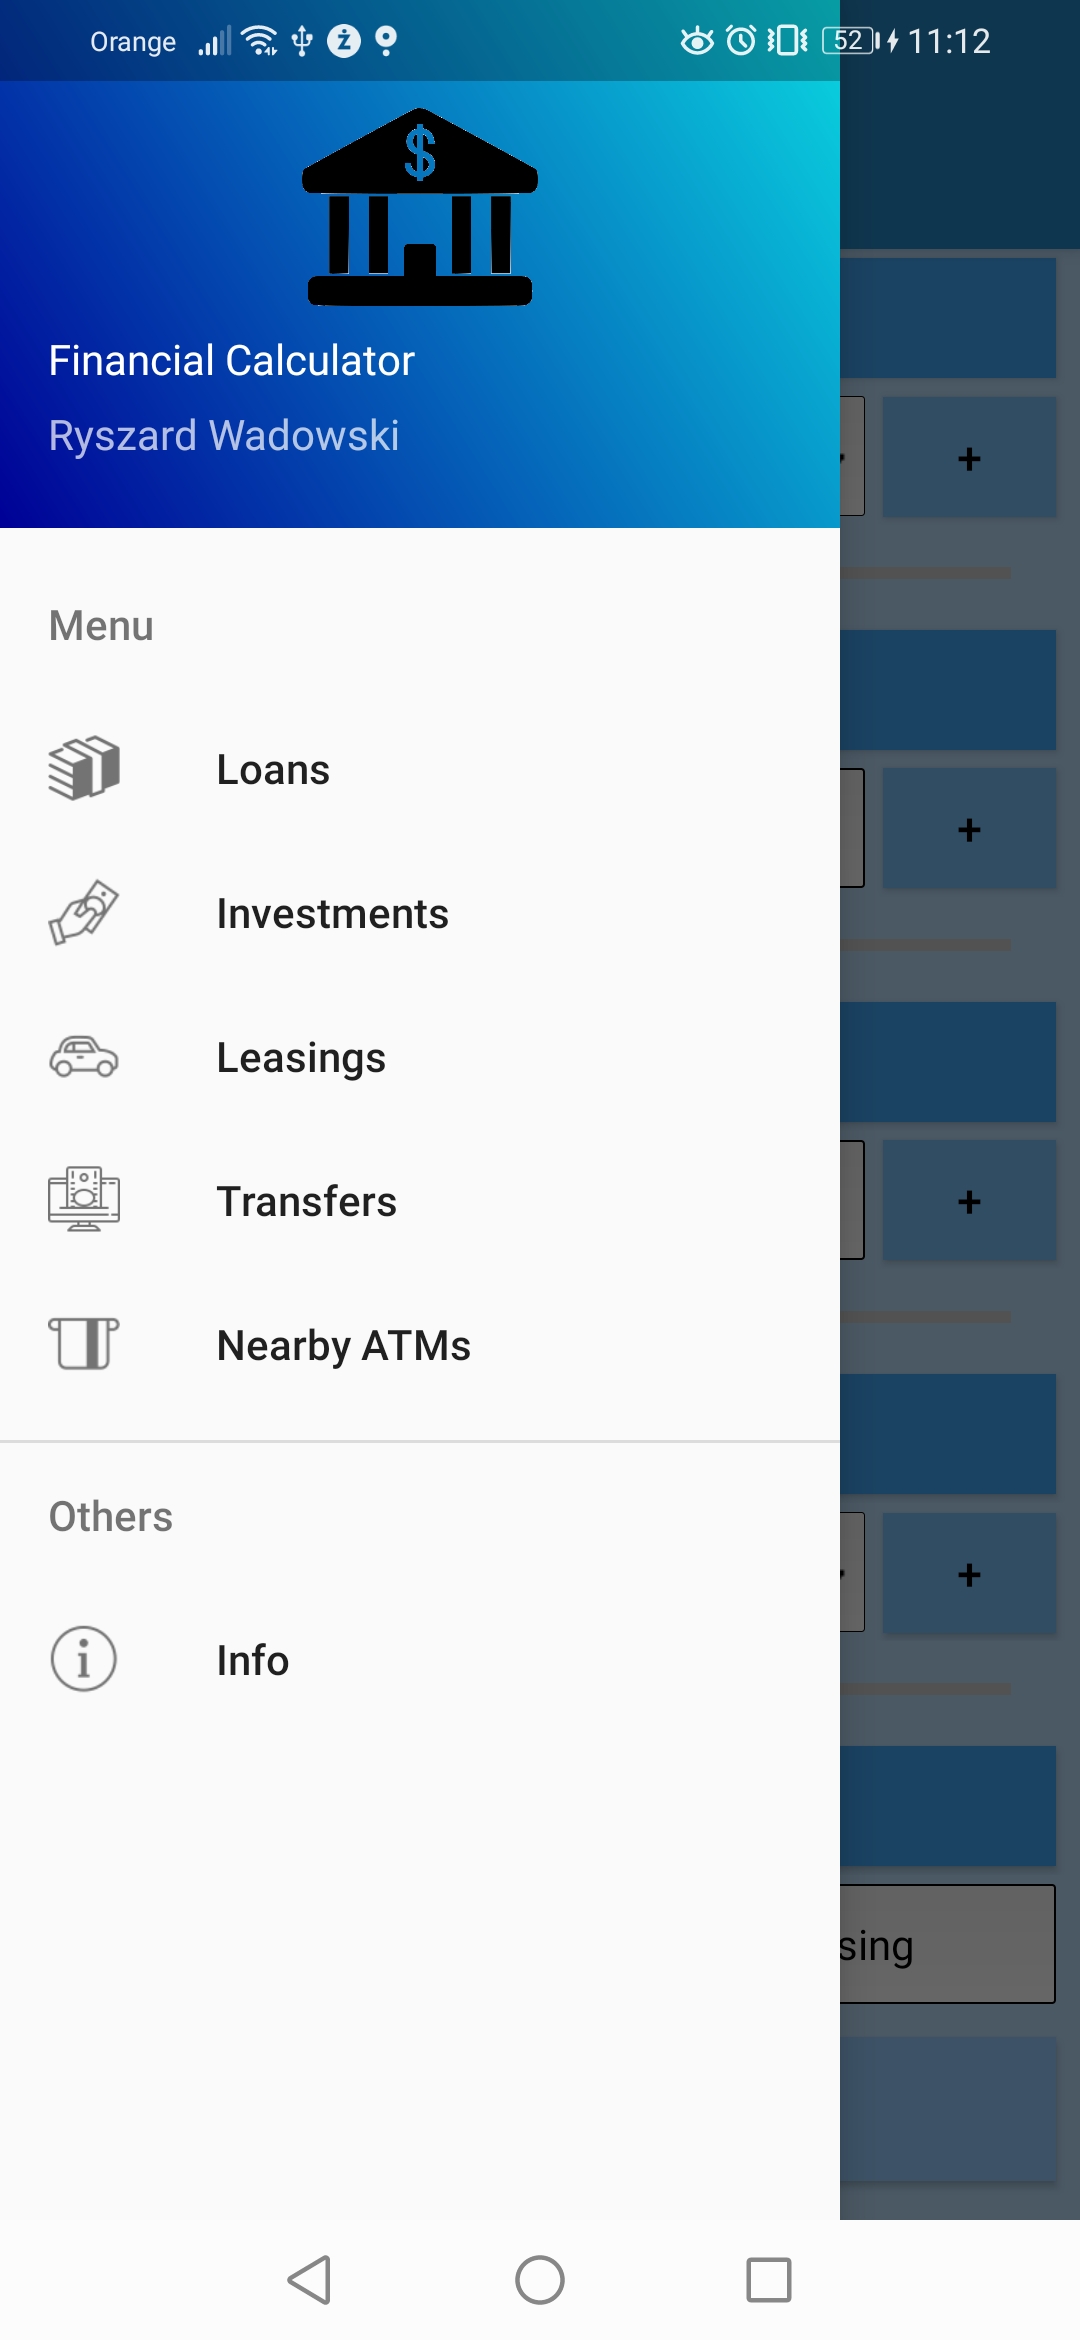 Orange 52 11:12
$
Financial Calculator
Ryszard Wadowski
+
Menu
Loans
+
Investments
Leasings
Transfers
+
Nearby ATMs
Others
+
Info
sing